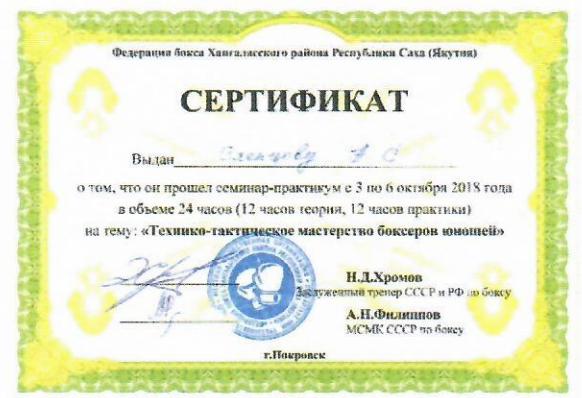 Федерация бокса Хангаласского района Республики Саха (Якутия)
СЕРТИФИКАТ
Выдан
о том, что он прошел семинар-практикум с 3 по 6 октября 2018 года
в объеме 24 часов (12 часов теории, 12 часов практики)
на тему: «Технико-тактическое мастерство боксеров юношей»
Н.Д.Хромов
Заслуженный тренер СССР и РФ по боксу
А.Н.Филиппов
МСМК СССР по боксу
г.Покровск